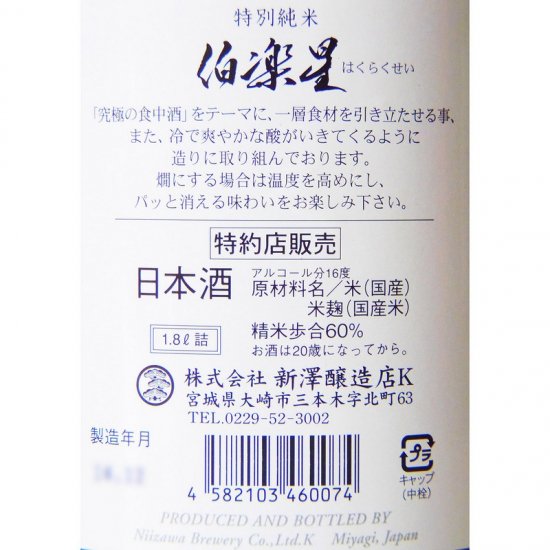 特別純米
伯楽星 はくらくせい
「究極の食中酒」をテーマに、一層食材を引き立たせる事、
また、冷で爽やかな酸がいきてくるように
造りに取り組んでおります。
燗にする場合は温度を高めにし、
パッと消える味わいをお楽しみ下さい。
特約店販売
日本酒
アルコール分16度
原材料名/米(国産)
米麹(国産米)
1.8ℓ詰
精米歩合60%
お酒は20歳になってから。
株式会社 新澤醸造店K
宮城県大崎市三本木字北町63
TEL.0229-52-3002
製造年月
プラ
キャップ
(中栓)
4 582103 460074
PRODUCED AND BOTTLED BY
Niizawa Brewery Co.,Ltd.K Miyagi, Japan